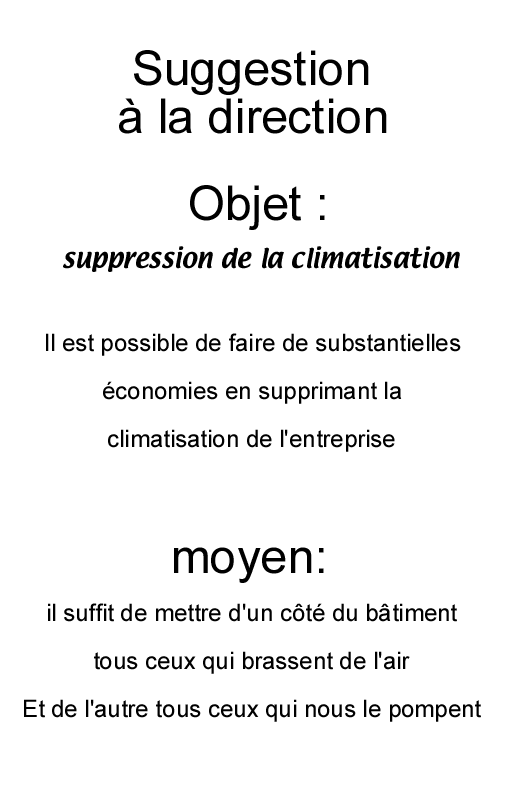 Suggestion
à la direction
Objet :
suppression de la climatisation
Il est possible de faire de substantielles
économies en supprimant la
climatisation de l'entreprise
moyen:
il suffit de mettre d'un côté du bâtiment
tous ceux qui brassent de l'air
Et de l'autre tous ceux qui nous le pompent